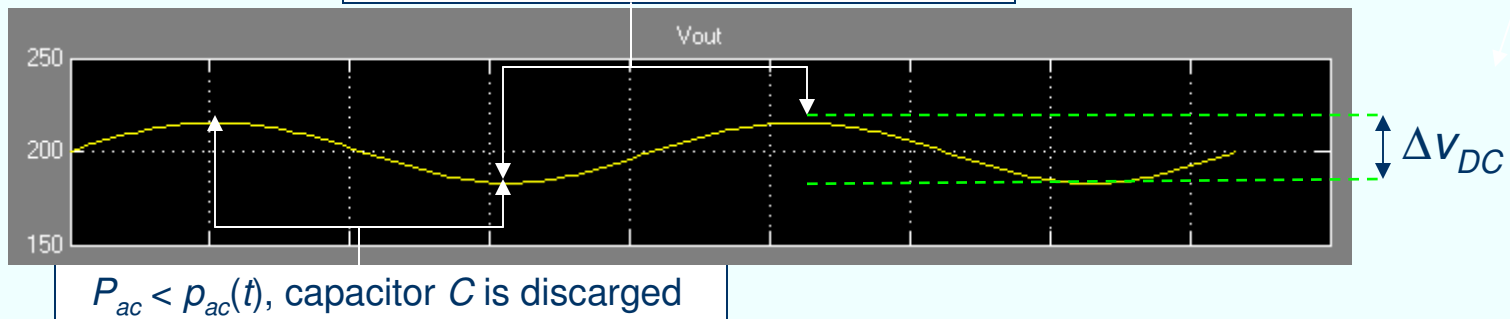 Vout
250
200
150
ΔvDC
Pac < pac(t), capacitor C is discarged